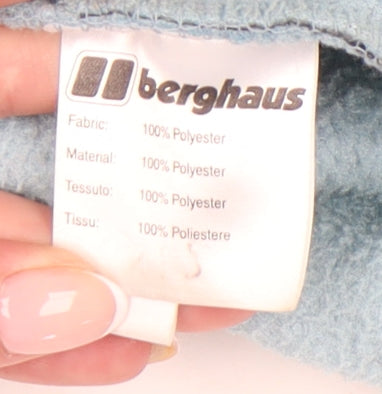 berghaus
Fabric: 100% Polyester
Material: 100% Polyester
Tessuto: 100% Polyester
Tissu: 100% Poliestere